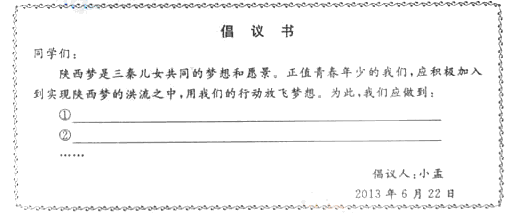 倡议书
同学们：
陕西梦是三秦儿女共同的梦想和愿景。正值青春年少的我们，应积极加入
到实现陕西梦的洪流之中，用我们的行动放飞梦想。为此，我们应做到：
①
②
……
倡议人：小孟
2013年6月22日